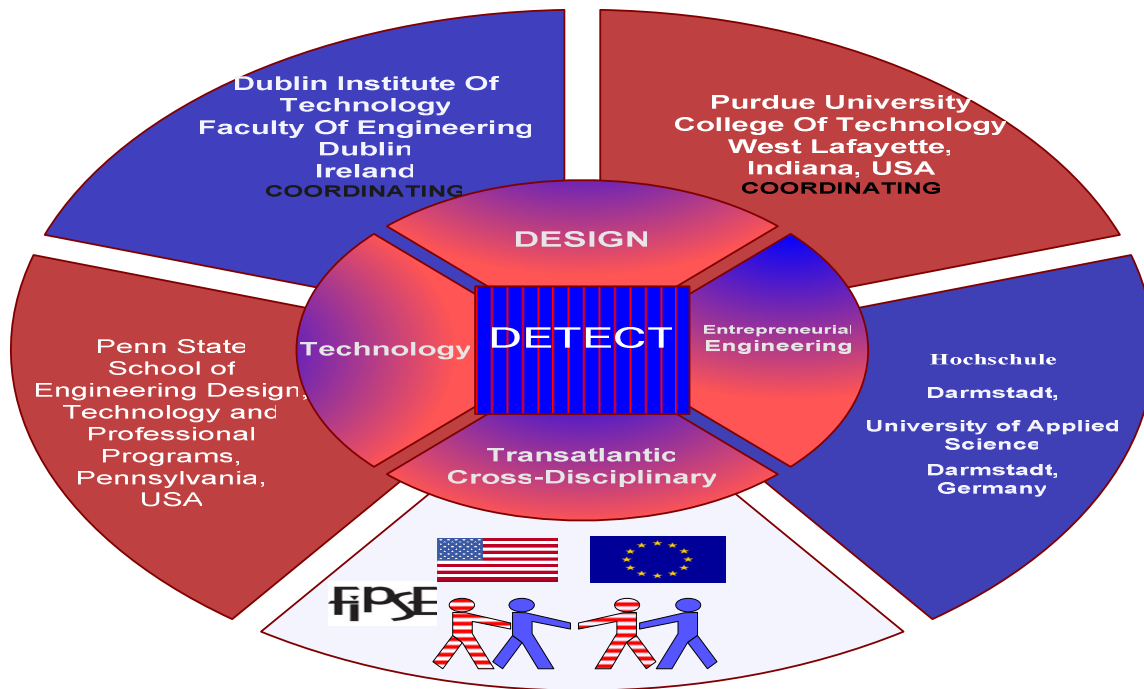 Dublin Institute Of
Technology
Faculty Of Engineering
Dublin
Ireland
COORDINATING
Purdue University
College Of Technology
West Lafayette,
Indiana, USA
COORDINATING
DESIGN
Technology
DETECT
Entrepreneurial
Engineering
Transatlantic
Cross-Disciplinary
Penn State
School of
Engineering Design,
Technology and
Professional
Programs,
Pennsylvania,
USA
Hochschule
Darmstadt,
University of Applied
Science
Darmstadt,
Germany
FIPSE